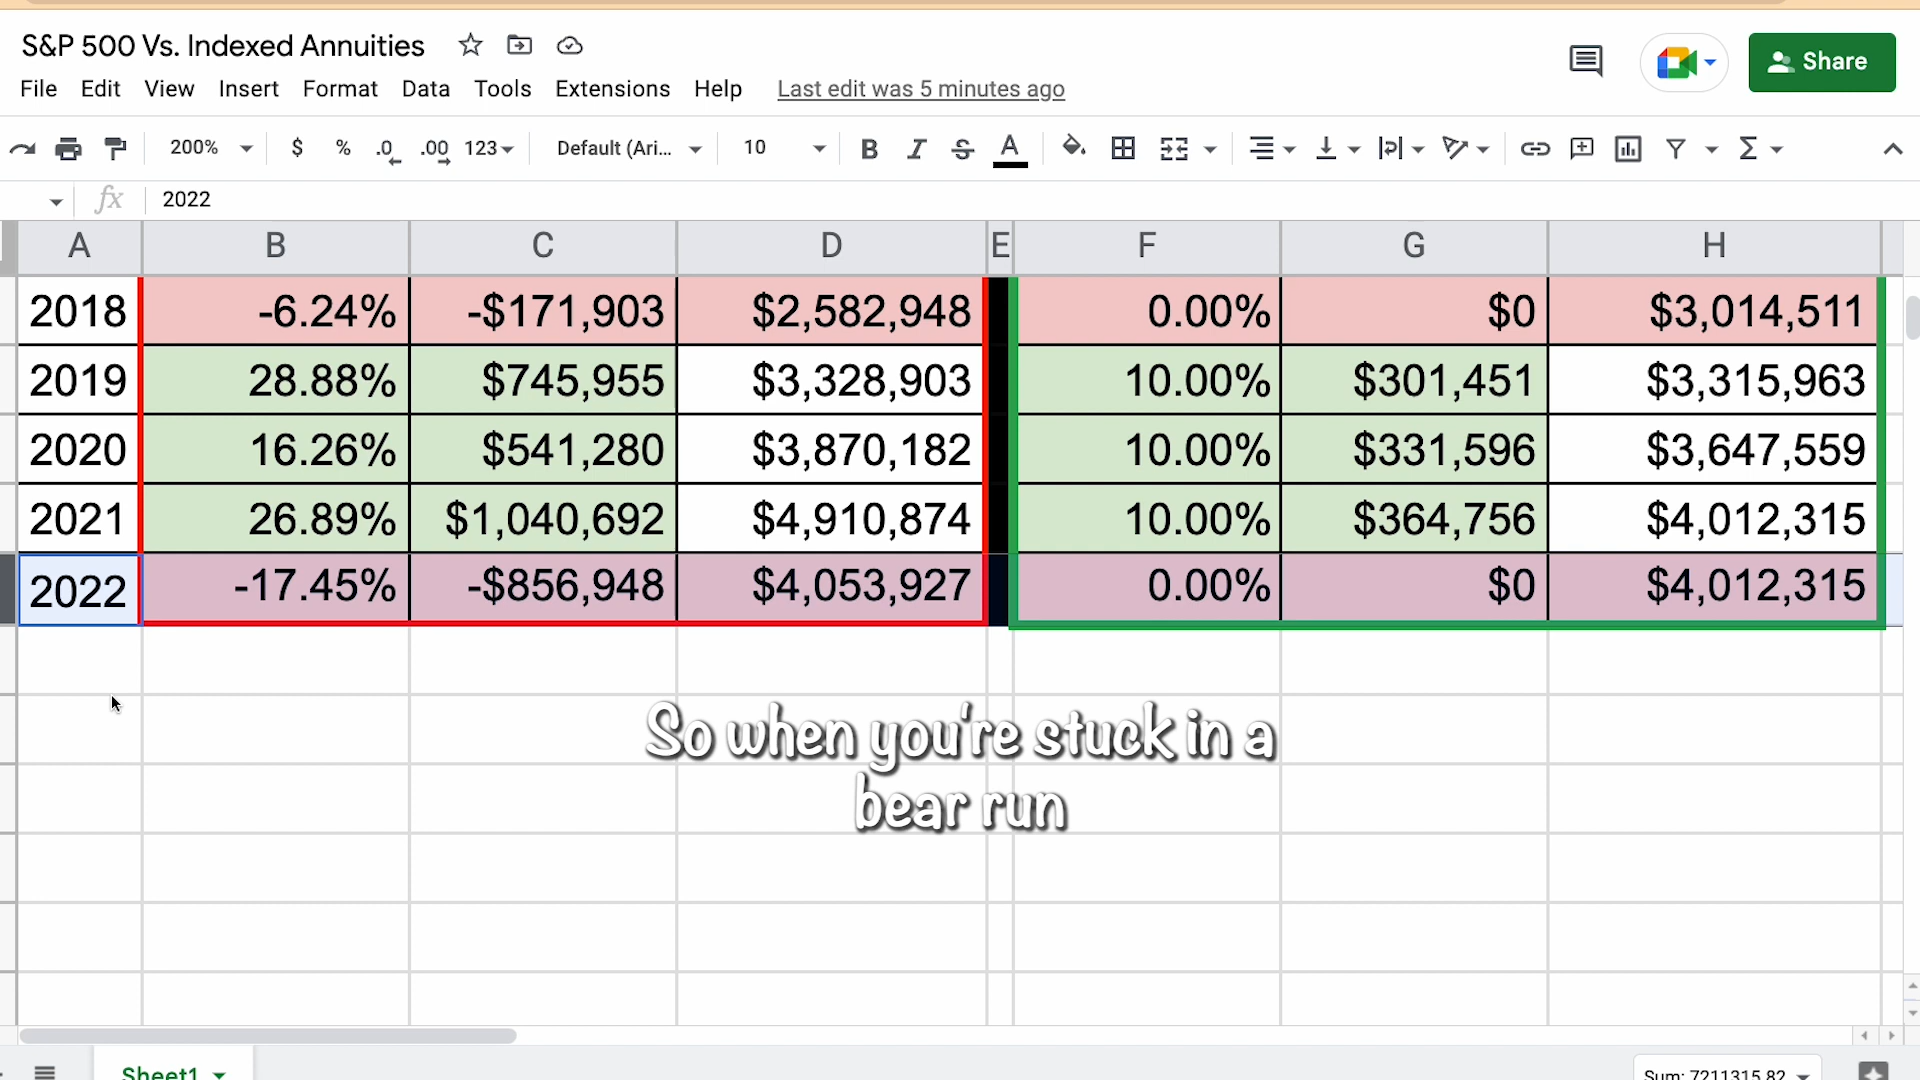 S&P 500 Vs. Indexed Annuities
Share
File Edit View Insert Format Data Tools Extensions Help Last edit was 5 minutes ago
200% $ % .0 .00 123 Default (Ari... 10 B I S A
fx 2022
A B C D E F G H
2018 -6.24% -$171,903 $2,582,948 0.00% $0 $3,014,511
2019 28.88% $745,955 $3,328,903 10.00% $301,451 $3,315,963
2020 16.26% $541,280 $3,870,182 10.00% $331,596 $3,647,559
2021 26.89% $1,040,692 $4,910,874 10.00% $364,756 $4,012,315
2022 -17.45% -$856,948 $4,053,927 0.00% $0 $4,012,315
So when you're stuck in a
bear run
Sheet1 Sum: 7211315.82